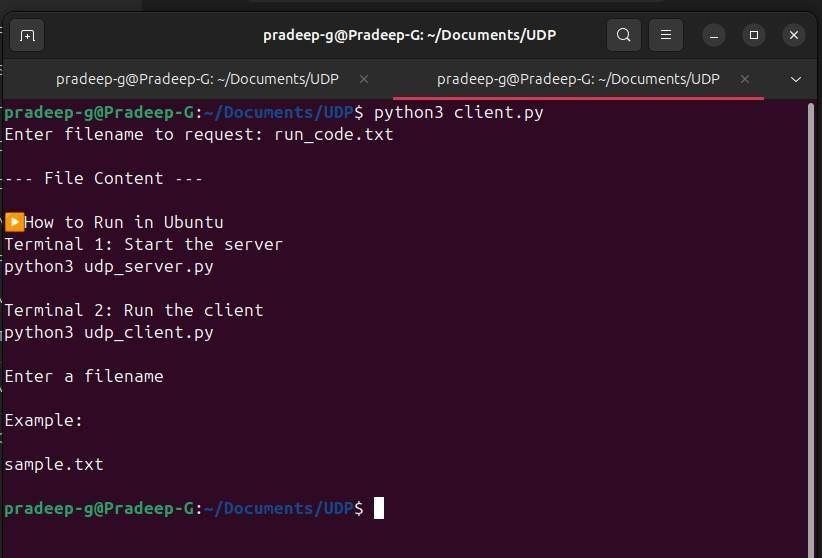 pradeep-g@Pradeep-G: ~/Documents/UDP
pradeep-g@Pradeep-G: ~/Documents/UDP
pradeep-g@Pradeep-G: ~/Documents/UDP
pradeep-g@Pradeep-G:~/Documents/UDP$ python3 client.py
Enter filename to request: run_code.txt
--- File Content ---
▶️How to Run in Ubuntu
Terminal 1: Start the server
python3 udp_server.py
Terminal 2: Run the client
python3 udp_client.py
Enter a filename
Example:
sample.txt
pradeep-g@Pradeep-G:~/Documents/UDP$